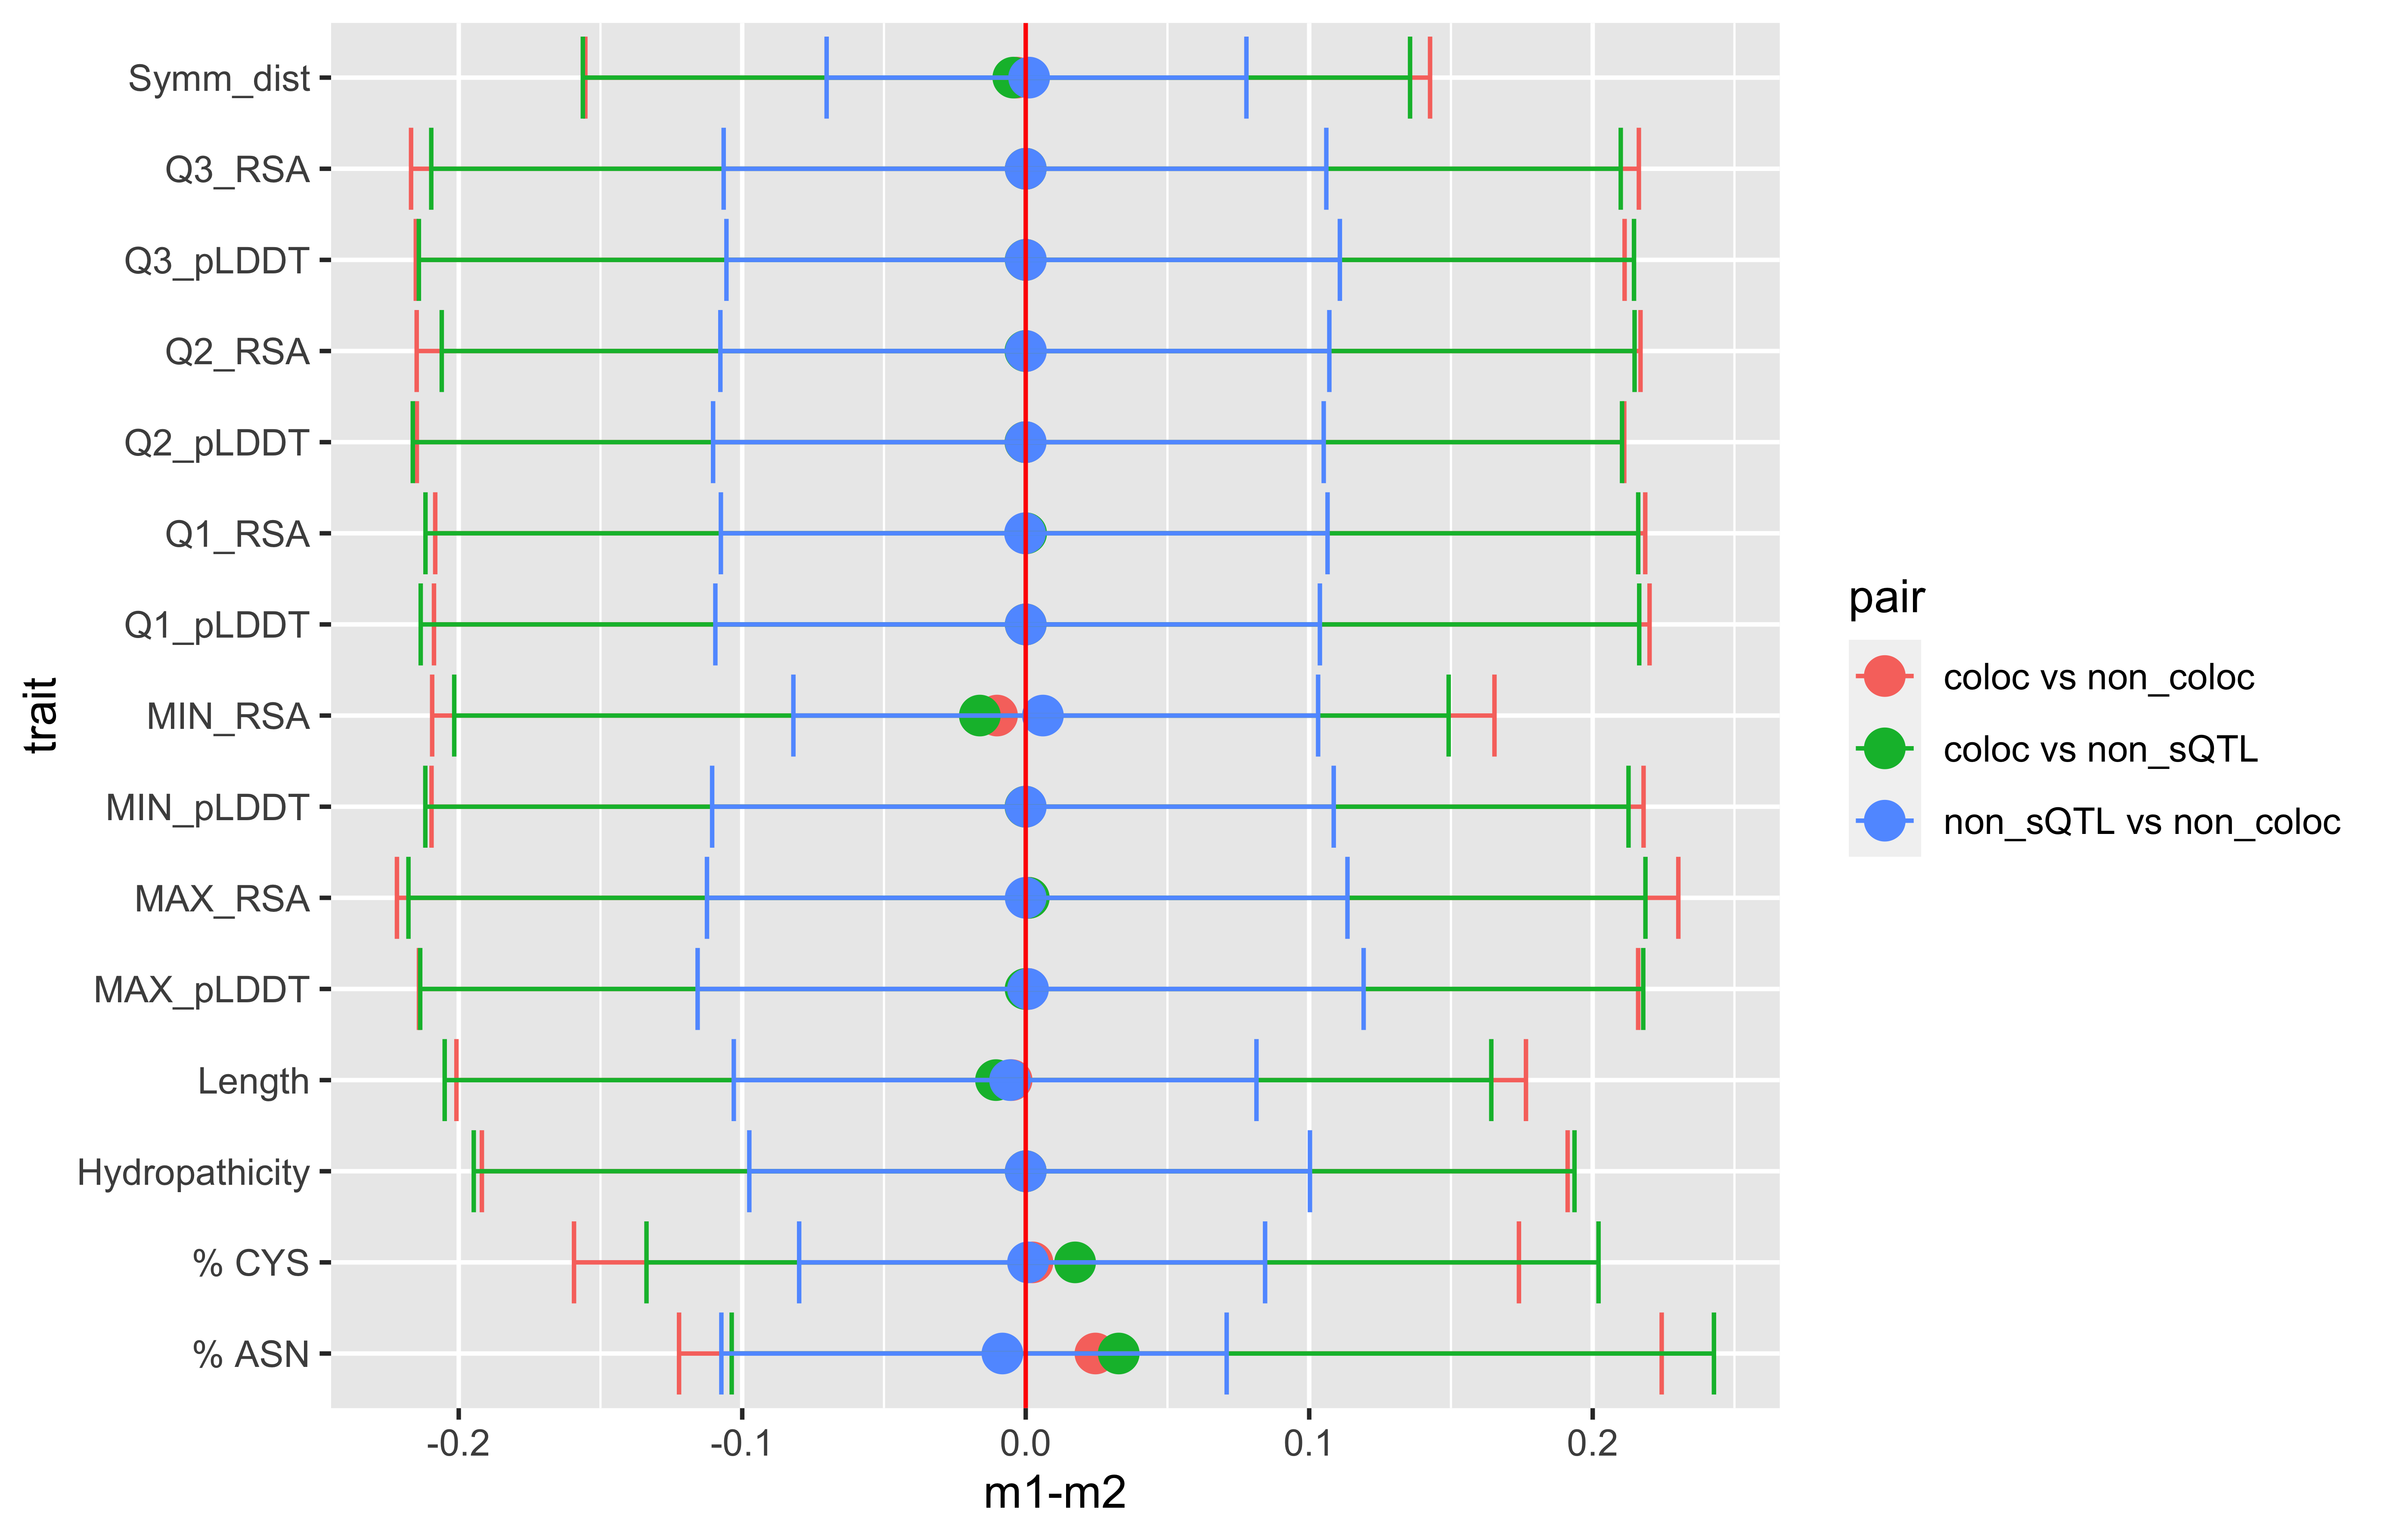 trait
Symm_dist
Q3_RSA
Q3_pLDDT
Q2_RSA
Q2_pLDDT
Q1_RSA
Q1_pLDDT
MIN_RSA
MIN_pLDDT
MAX_RSA
MAX_pLDDT
Length
Hydropathicity
% CYS
% ASN
-0.2 -0.1 0.0 0.1 0.2
m1-m2
pair
coloc vs non_coloc
coloc vs non_sQTL
non_sQTL vs non_coloc